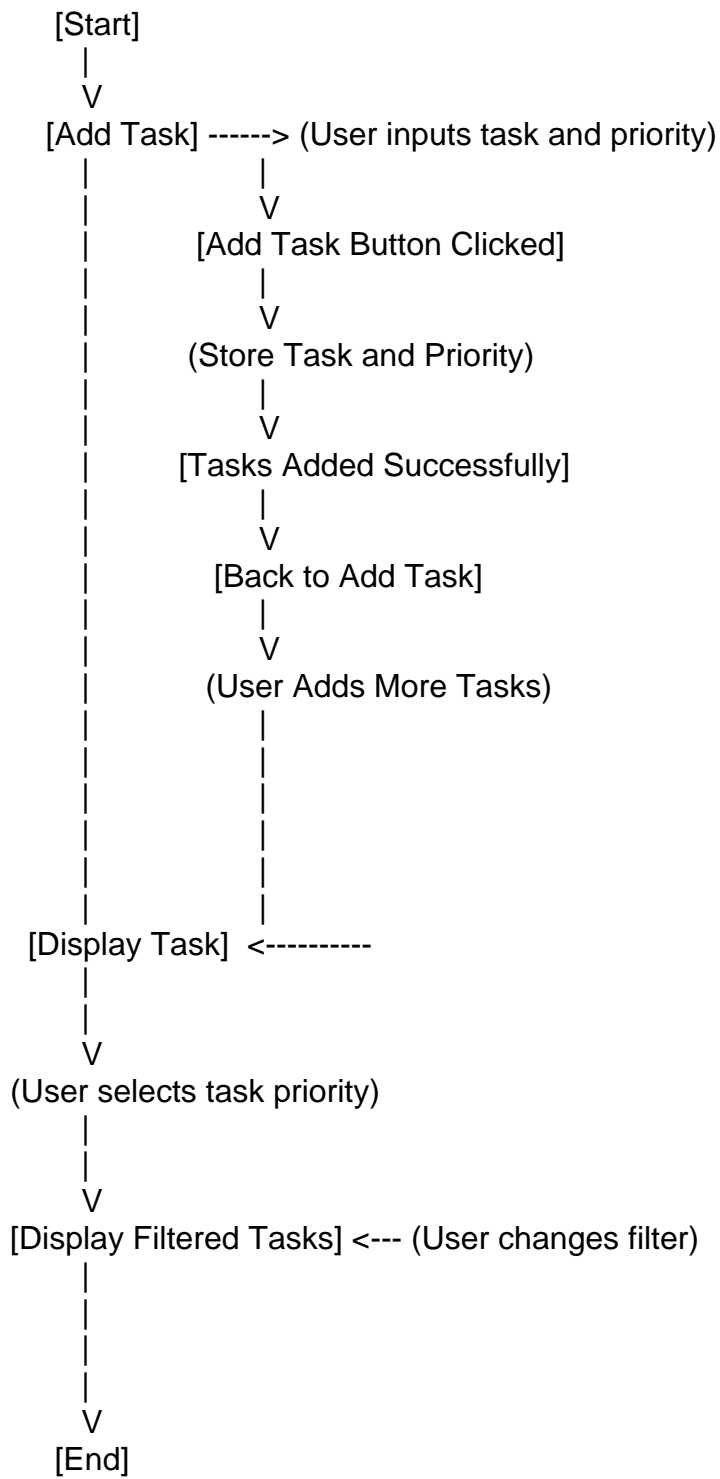 [Start]
|
V
[Add Task] ------> (User inputs task and priority)
| |
| V
| [Add Task Button Clicked]
| |
| V
| (Store Task and Priority)
| |
| V
| [Tasks Added Successfully]
| |
| V
| [Back to Add Task]
| |
| V
| (User Adds More Tasks)
| |
| |
| |
| |
| |
| |
[Display Task] <----------
|
|
V
(User selects task priority)
|
|
V
[Display Filtered Tasks] <--- (User changes filter)
|
|
|
|
V
[End]